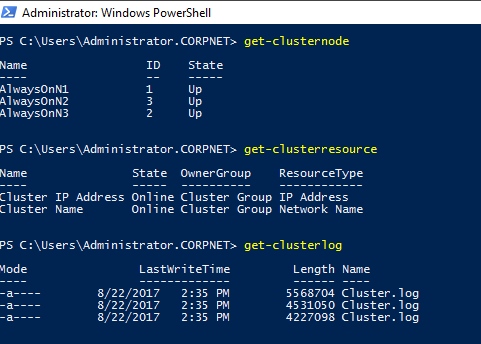 Administrator: Windows PowerShell
PS C:\Users\Administrator.CORPNET> get-clusternode
Name ID State
---- -- -----
AlwaysOnN1 1 Up
AlwaysOnN2 3 Up
AlwaysOnN3 2 Up
PS C:\Users\Administrator.CORPNET> get-clusterresource
Name State OwnerGroup ResourceType
---- ----- ---------- ------------
Cluster IP Address Online Cluster Group IP Address
Cluster Name Online Cluster Group Network Name
PS C:\Users\Administrator.CORPNET> get-clusterlog
Mode LastWriteTime Length Name
---- ------------- ------ ----
-a---- 8/22/2017 2:35 PM 5568704 Cluster.log
-a---- 8/22/2017 2:35 PM 4531050 Cluster.log
-a---- 8/22/2017 2:35 PM 4227098 Cluster.log